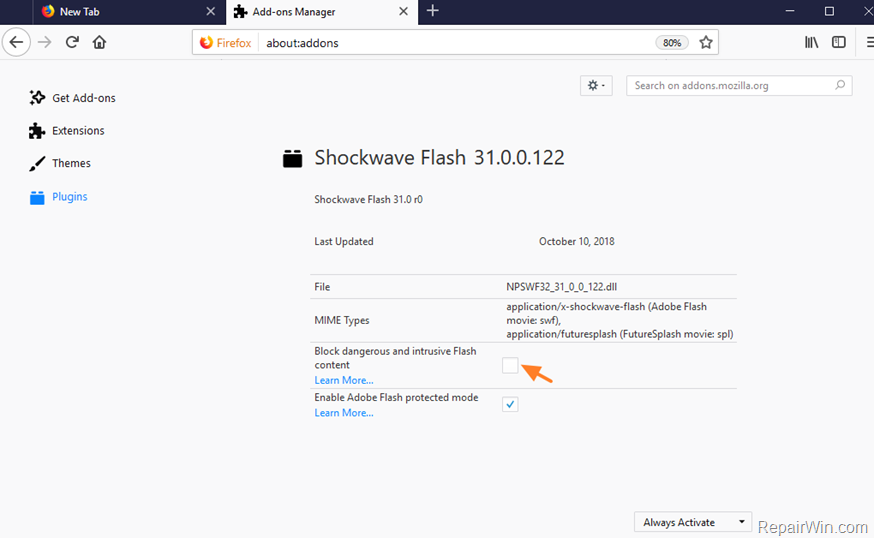 New Tab
Add-ons Manager
Firefox
about:addons
80%
Get Add-ons
Extensions
Themes
Plugins
Search on addons.mozilla.org
Shockwave Flash 31.0.0.122
Shockwave Flash 31.0 r0
Last Updated October 10, 2018
File NPSWF32_31_0_0_122.dll
MIME Types
application/x-shockwave-flash (Adobe Flash
movie: swf),
application/futuresplash (FutureSplash movie: spl)
Block dangerous and intrusive Flash
content
Learn More...
Enable Adobe Flash protected mode
Learn More...
Always Activate
RepairWin.com